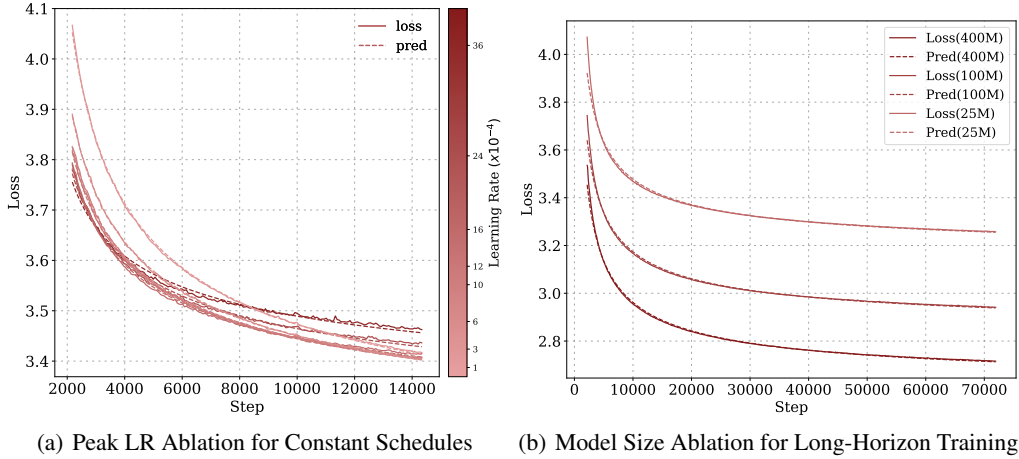 4.1
4.0
3.9
3.8
3.7
3.6
3.5
3.4
Loss
2000 4000 6000 8000 10000 12000 14000
Step
loss
pred
36
24
16
12
10
6
3
1
Learning Rate (x10⁻⁴)
(a) Peak LR Ablation for Constant Schedules
4.0
3.8
3.6
3.4
3.2
3.0
2.8
Loss
0 10000 20000 30000 40000 50000 60000 70000
Step
Loss(400M)
Pred(400M)
Loss(100M)
Pred(100M)
Loss(25M)
Pred(25M)
(b) Model Size Ablation for Long-Horizon Training